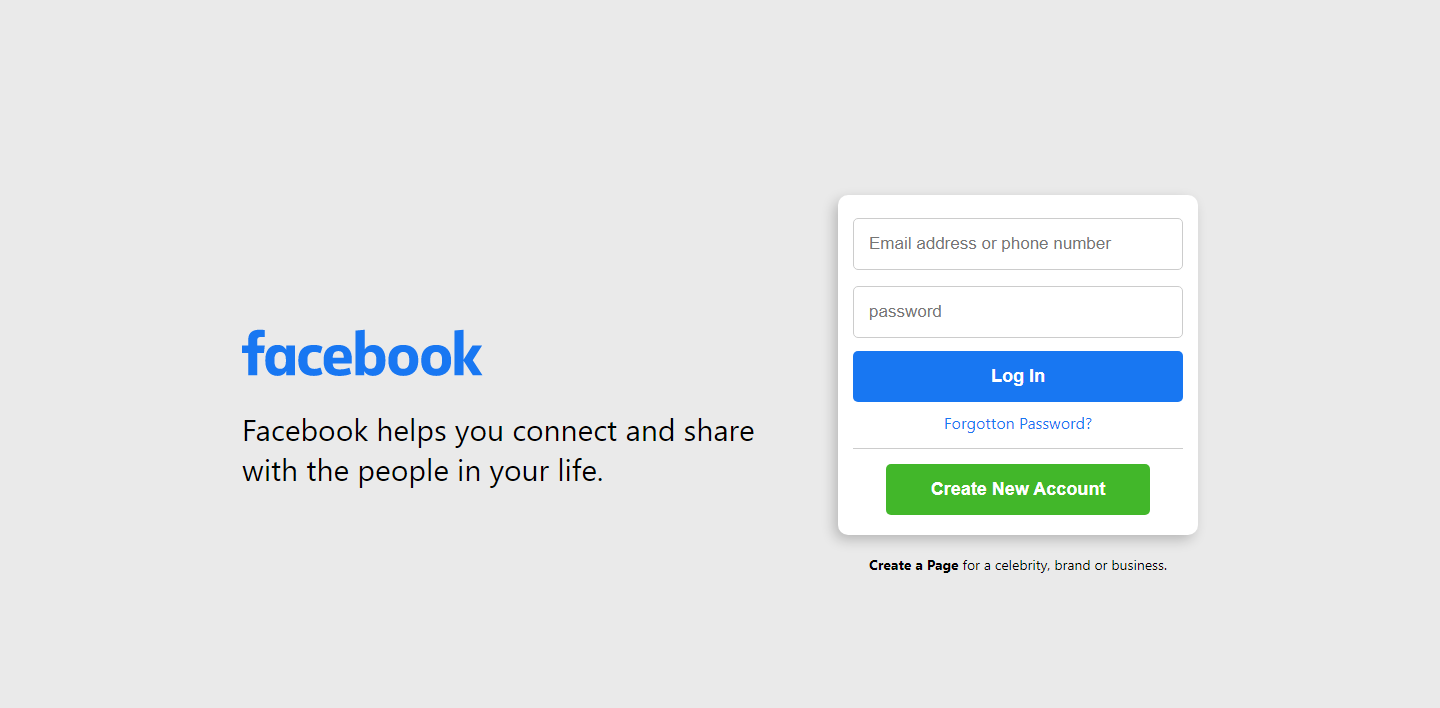 facebook
Facebook helps you connect and share
with the people in your life.
Email address or phone number
password
Log In
Forgotton Password?
Create New Account
Create a Page for a celebrity, brand or business.